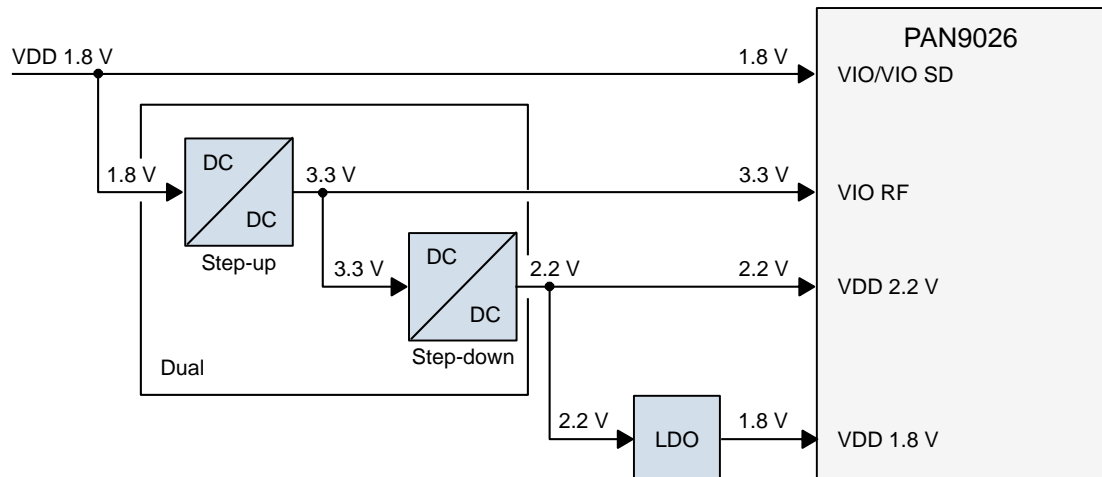 PAN9026
VDD 1.8 V
1.8 V
VIO/VIO SD
DC
DC
1.8 V
3.3 V
3.3 V
VIO RF
Step-up
DC
DC
3.3 V
2.2 V
2.2 V
VDD 2.2 V
Step-down
Dual
2.2 V
LDO
1.8 V
VDD 1.8 V